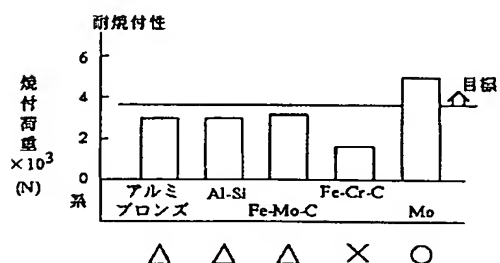 耐焼付性
6
4
2
0
焼付荷重
×10³
(N)
目標
系
アルミブロンズ
Al-Si
Fe-Mo-C
Fe-Cr-C
Mo
△ △ △ × ○